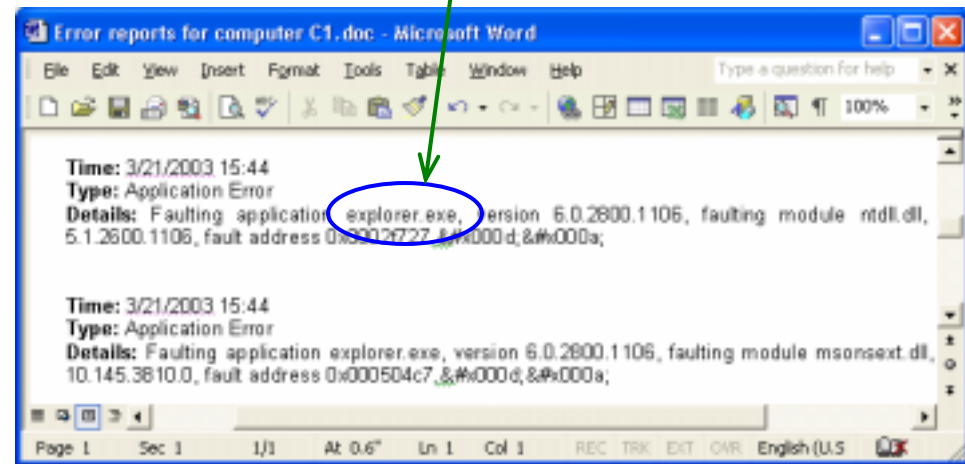 Error reports for computer C1.doc - Microsoft Word
File Edit View Insert Format Tools Table Window Help Type a question for help
100%
Time: 3/21/2003 15:44
Type: Application Error
Details: Faulting application explorer.exe, version 6.0.2800.1106, faulting module ntdll.dll,
5.1.2600.1106, fault address 0x0002f727.&#x000d;&#x000a;
Time: 3/21/2003 15:44
Type: Application Error
Details: Faulting application explorer.exe, version 6.0.2800.1106, faulting module msonsext.dll,
10.145.3810.0, fault address 0x000504c7.&#x000d;&#x000a;
Page 1 Sec 1 1/1 At 0.6" Ln 1 Col 1 REC TRK EXT OVR English (U.S